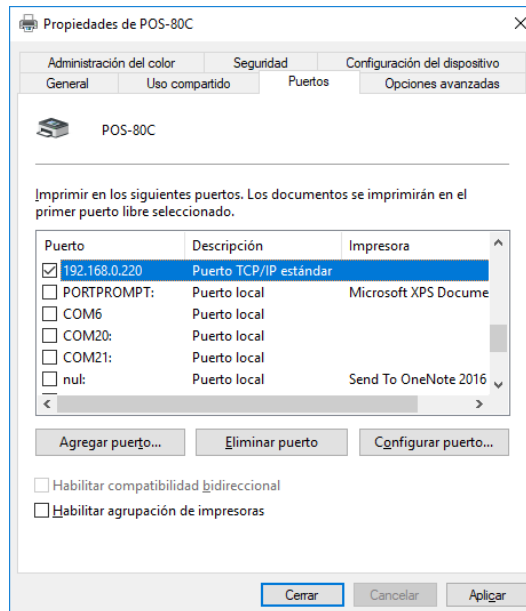 Propiedades de POS-80C
Administración del color Seguridad Configuración del dispositivo
General Uso compartido Puertos Opciones avanzadas
POS-80C
Imprimir en los siguientes puertos. Los documentos se imprimirán en el
primer puerto libre seleccionado.
Puerto Descripción Impresora
192.168.0.220 Puerto TCP/IP estándar
PORTPROMPT: Puerto local Microsoft XPS Docume
COM6 Puerto local
COM20: Puerto local
COM21: Puerto local
nul: Puerto local Send To OneNote 2016
Agregar puerto... Eliminar puerto Configurar puerto...
Habilitar compatibilidad bidireccional
Habilitar agrupación de impresoras
Cerrar Cancelar Aplicar